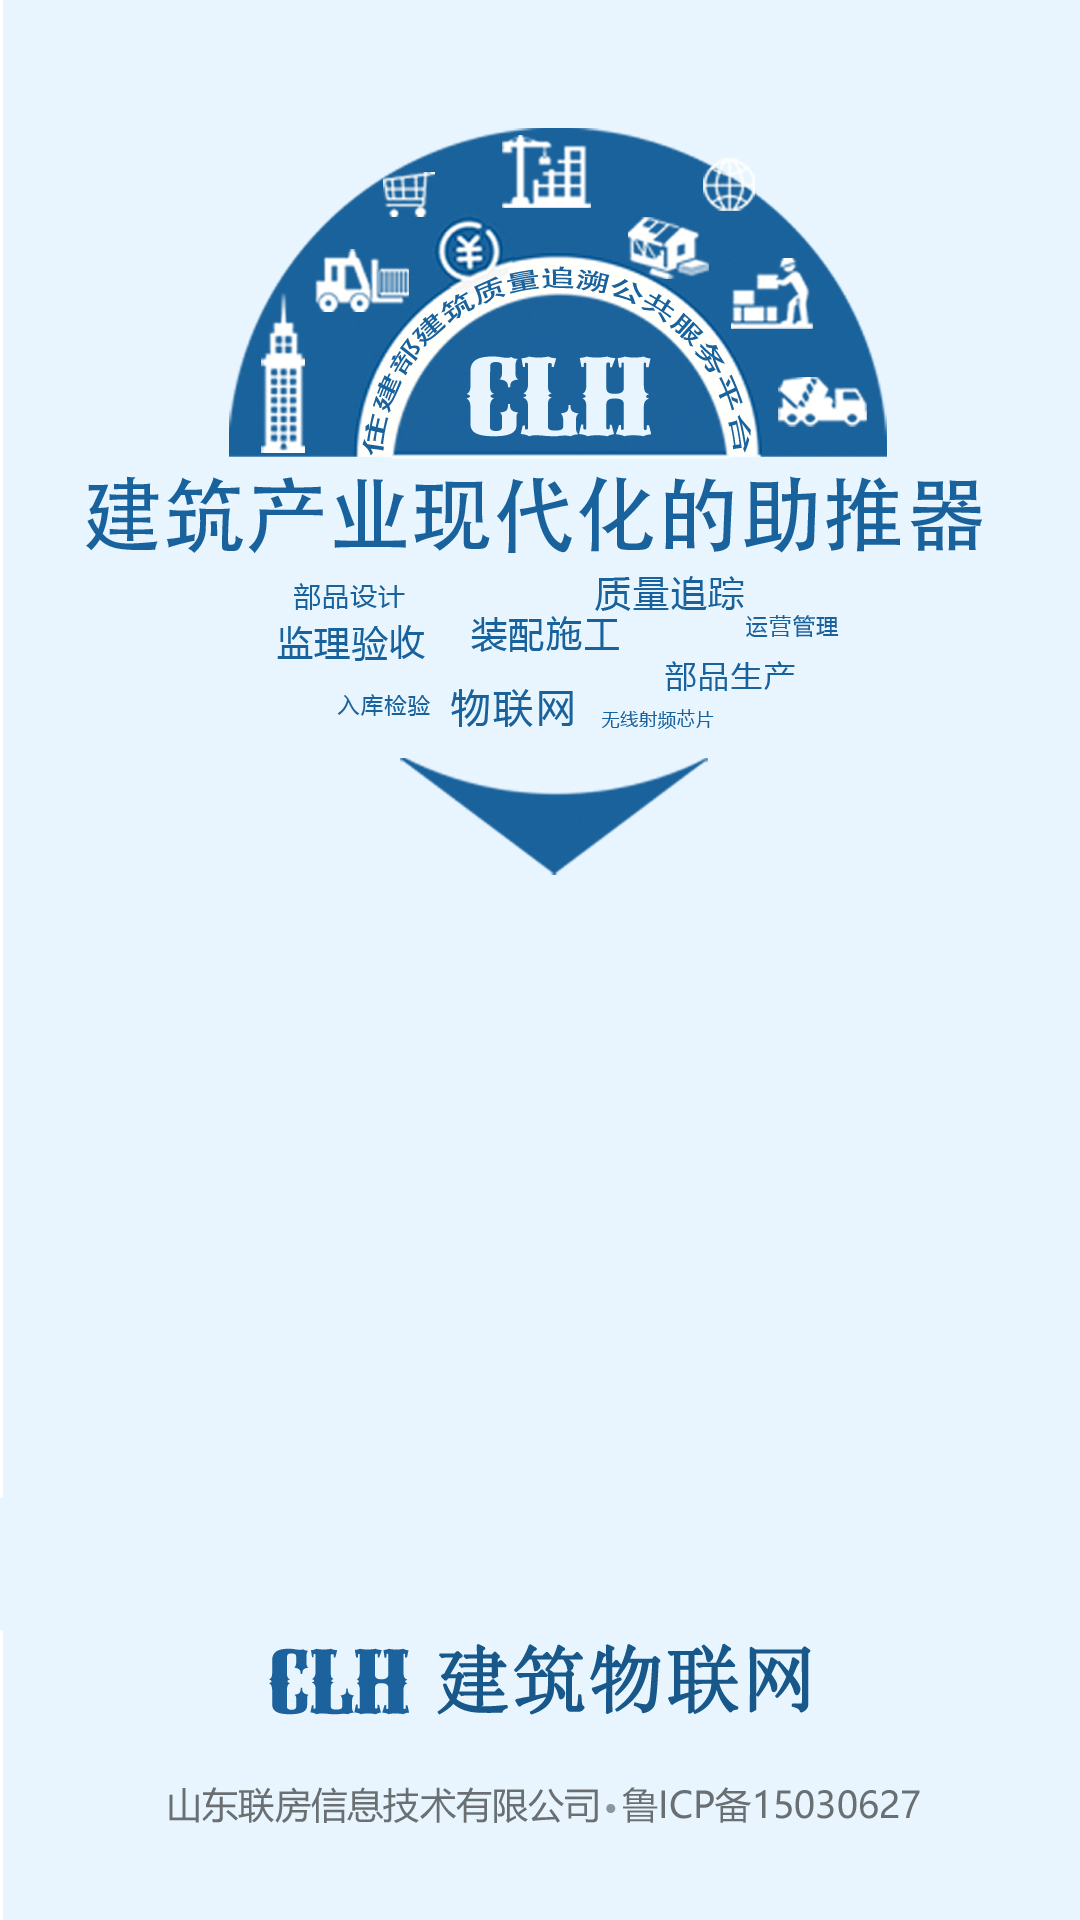 住建部建筑质量追溯公共服务平台
CLH
建筑产业现代化的助推器
部品设计
质量追踪
监理验收
装配施工
运营管理
部品生产
入库检验
物联网
无线射频芯片
CLH 建筑物联网
山东联房信息技术有限公司•鲁ICP备15030627